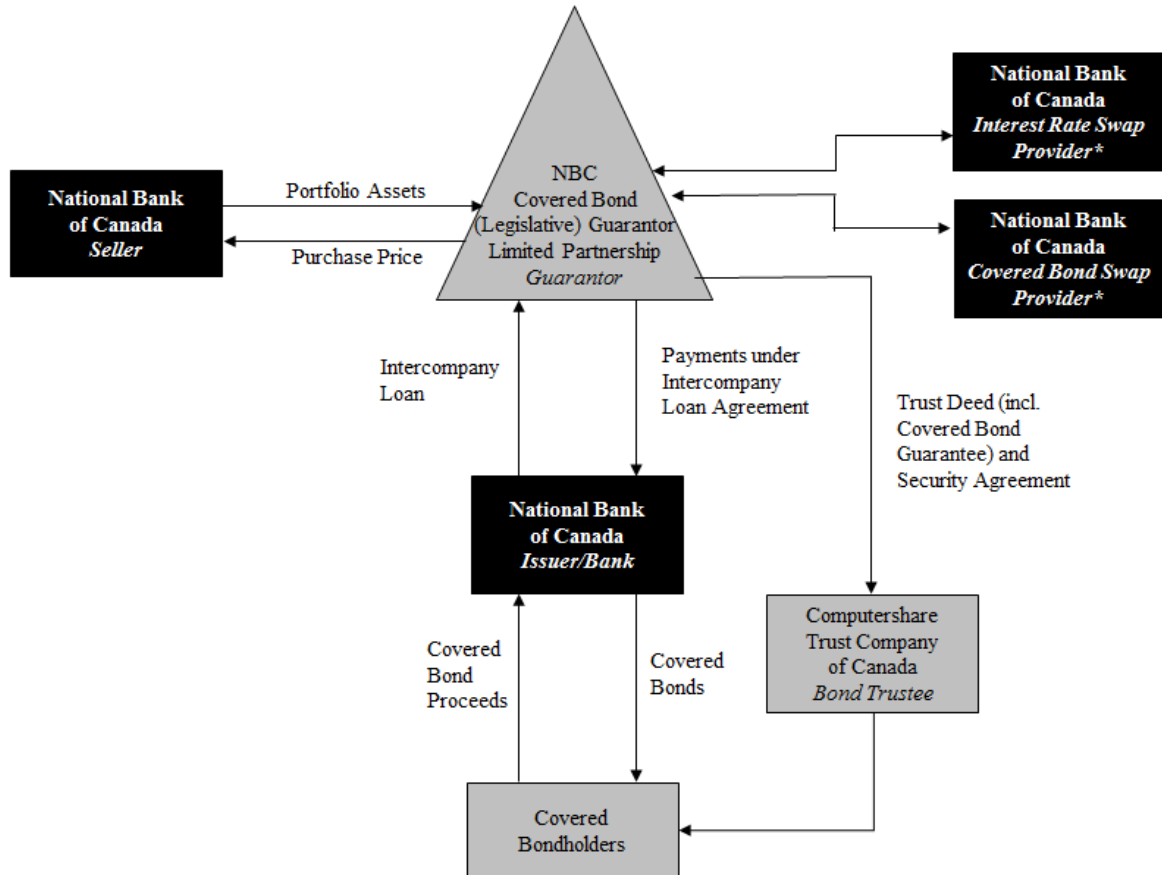 National Bank
of Canada
Interest Rate Swap
Provider*
National Bank
of Canada
Seller
Portfolio Assets
Purchase Price
NBC
Covered Bond
(Legislative) Guarantor
Limited Partnership
Guarantor
National Bank
of Canada
Covered Bond Swap
Provider*
Intercompany
Loan
Payments under
Intercompany
Loan Agreement
Trust Deed (incl.
Covered Bond
Guarantee) and
Security Agreement
National Bank
of Canada
Issuer/Bank
Covered
Bond
Proceeds
Covered
Bonds
Computershare
Trust Company
of Canada
Bond Trustee
Covered
Bondholders